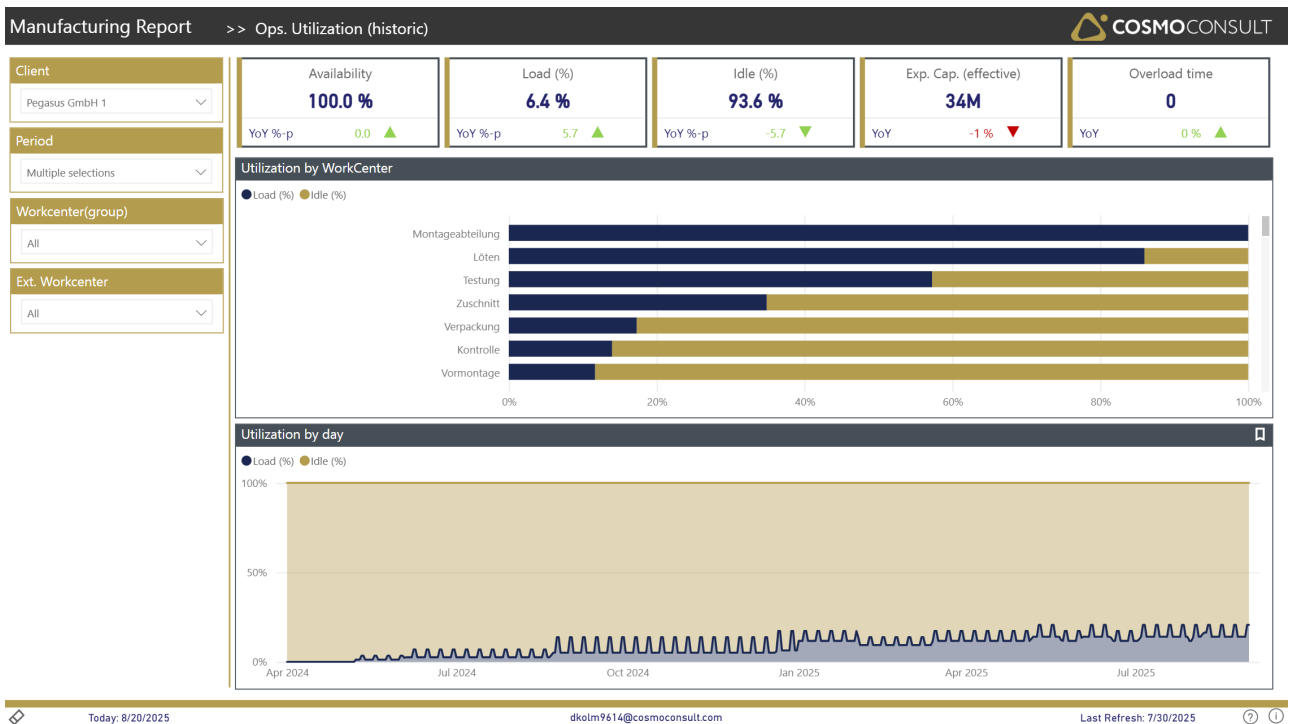 Manufacturing Report >> Ops. Utilization (historic) COSMOCONSULT
Client
Pegasus GmbH 1
Period
Multiple selections
Workcenter(group)
All
Ext. Workcenter
All
Availability
100.0 %
YoY %-p 0.0
Load (%)
6.4 %
YoY %-p 5.7
Idle (%)
93.6 %
YoY %-p -5.7
Exp. Cap. (effective)
34M
YoY -1 %
Overload time
0
YoY 0 %
Utilization by WorkCenter
Load (%) Idle (%)
Montageabteilung
Löten
Testung
Zuschnitt
Verpackung
Kontrolle
Vormontage
0% 20% 40% 60% 80% 100%
Utilization by day
Load (%) Idle (%)
100%
50%
0%
Apr 2024 Jul 2024 Oct 2024 Jan 2025 Apr 2025 Jul 2025
Today: 8/20/2025 dkolm9614@cosmoconsult.com Last Refresh: 7/30/2025